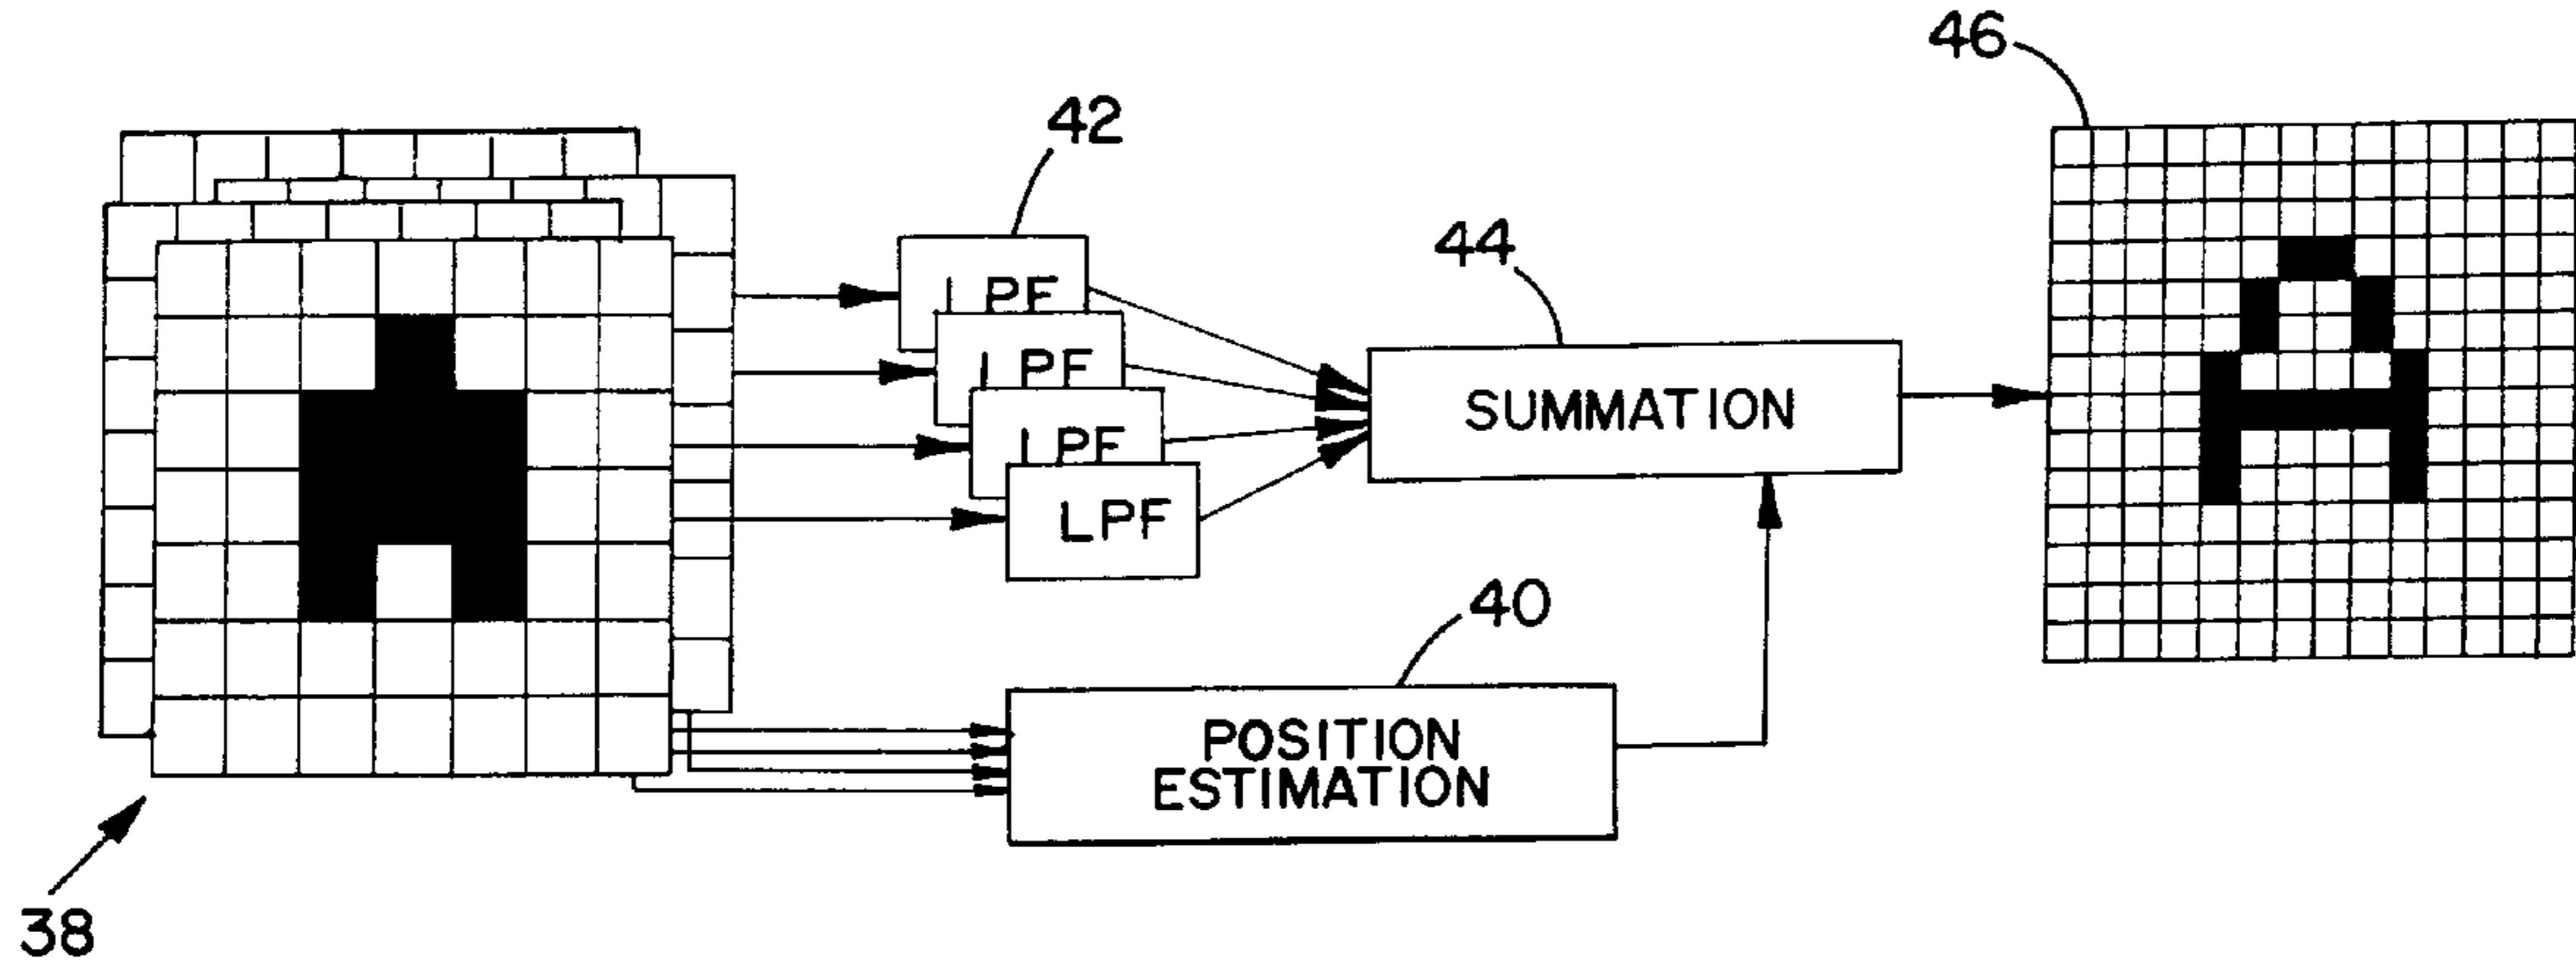 46
42
44
LPF
LPF
LPF
LPF
SUMMATION
40
POSITION
ESTIMATION
38